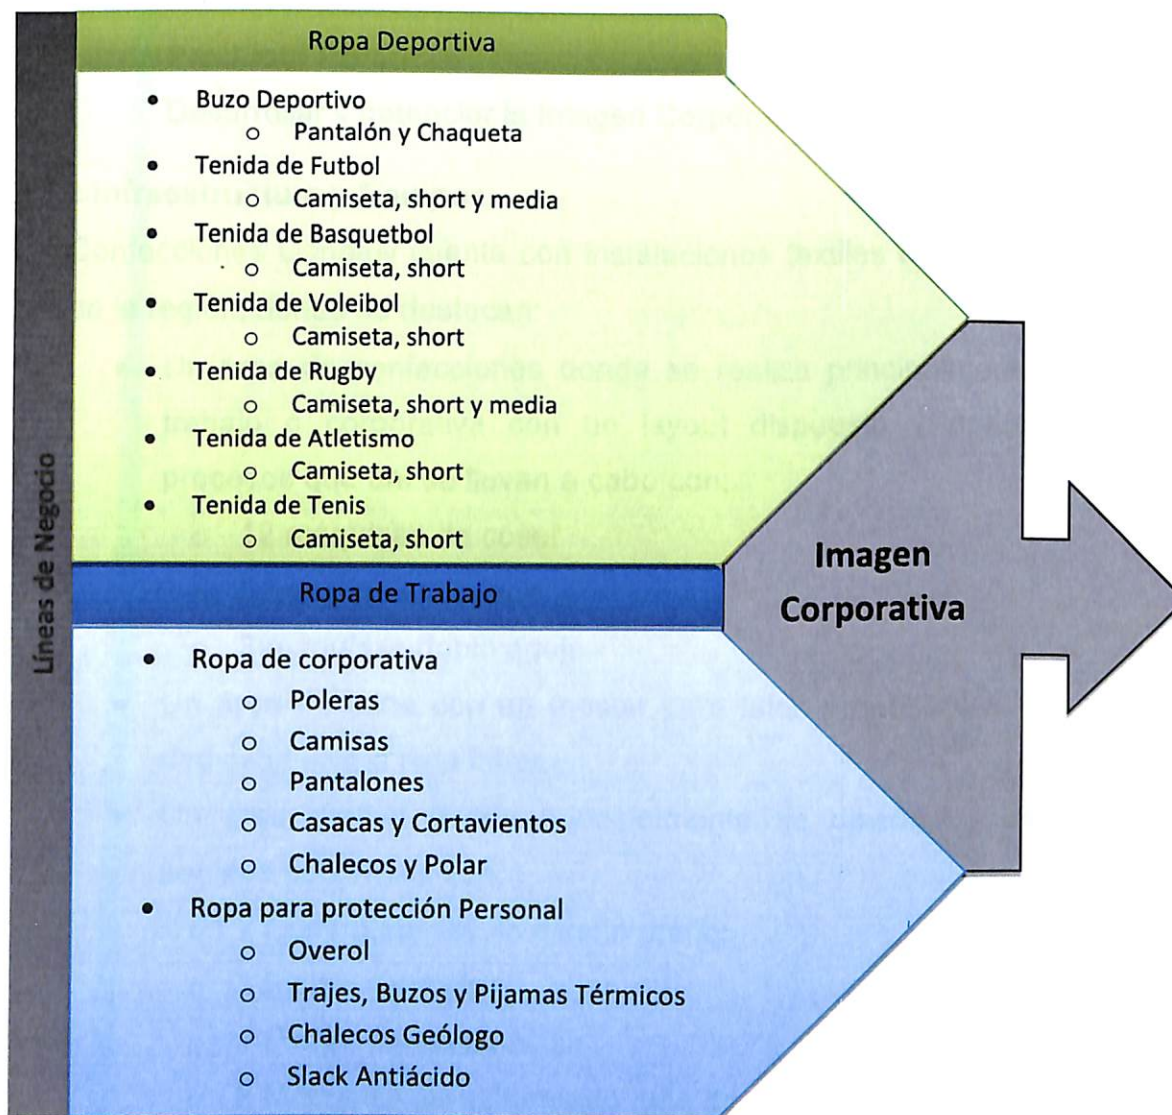 Líneas de Negocio
Ropa Deportiva
• Buzo Deportivo
o Pantalón y Chaqueta
• Tenida de Futbol
o Camiseta, short y media
• Tenida de Basquetbol
o Camiseta, short
• Tenida de Voleibol
o Camiseta, short
• Tenida de Rugby
o Camiseta, short y media
• Tenida de Atletismo
o Camiseta, short
• Tenida de Tenis
o Camiseta, short
Ropa de Trabajo
• Ropa de corporativa
o Poleras
o Camisas
o Pantalones
o Casacas y Cortavientos
o Chalecos y Polar
• Ropa para protección Personal
o Overol
o Trajes, Buzos y Pijamas Térmicos
o Chalecos Geólogo
o Slack Antiácido
Imagen
Corporativa